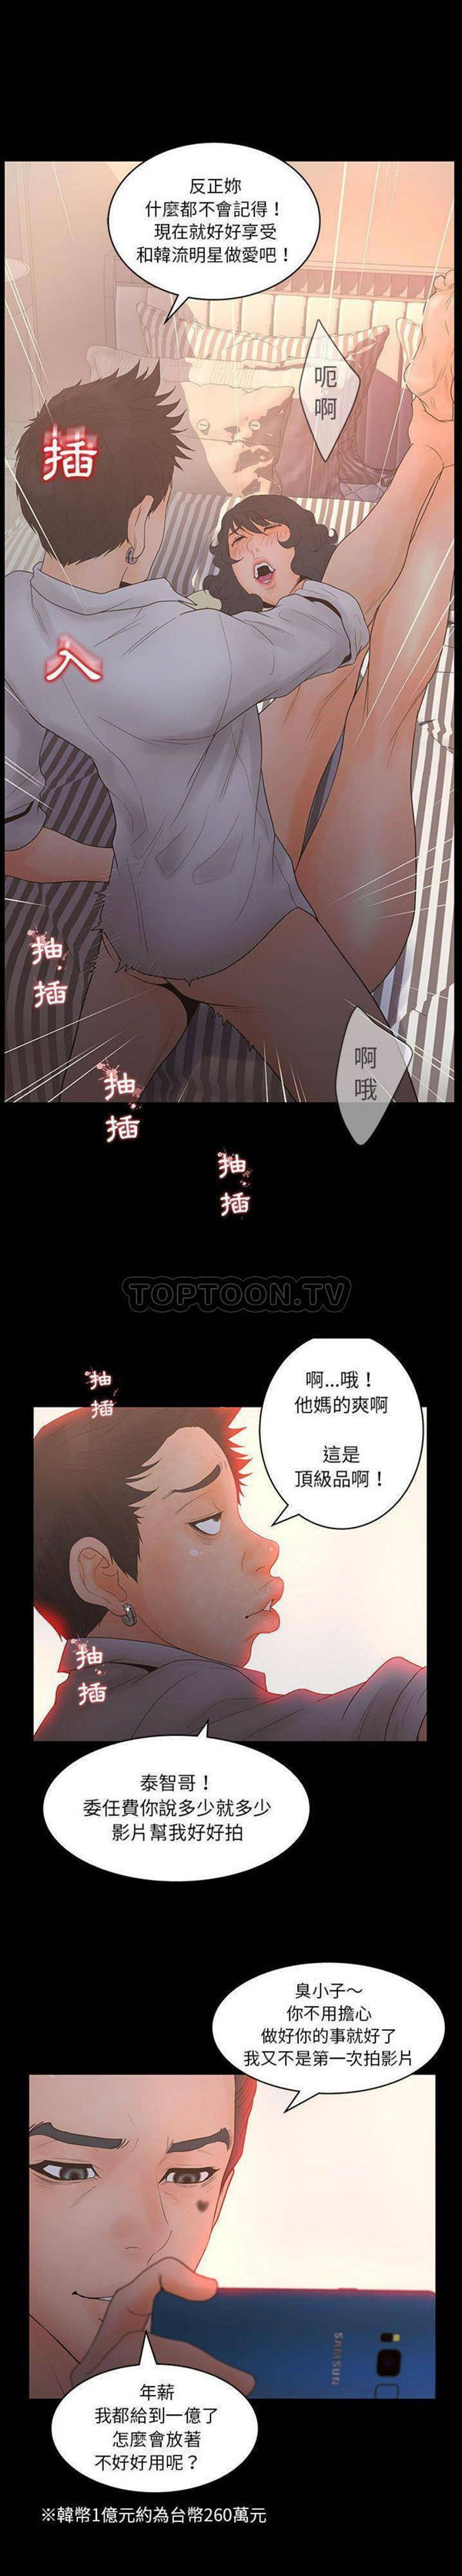 反正妳
什麼都不會記得！
現在就好好享受
和韓流明星做愛吧！
呃
啊
插
入
抽
插
啊
哦
抽
插
抽
插
TOPTOON.TV
抽
插
啊...哦！
他媽的爽啊
這是
頂級品啊！
抽
插
泰智哥！
委任費你說多少就多少
影片幫我好好拍
臭小子～
你不用擔心
做好你的事就好了
我又不是第一次拍影片
SAMSUN
年薪
我都給到一億了
怎麼會放著
不好好用呢？
※韓幣1億元約為台幣260萬元